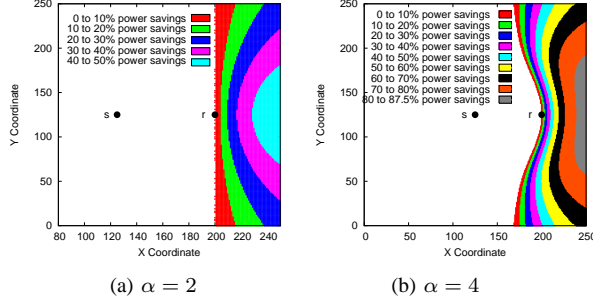 250
200
150
100
50
0
Y Coordinate
0 to 10% power savings
10 to 20% power savings
20 to 30% power savings
30 to 40% power savings
40 to 50% power savings
s
r
80 100 120 140 160 180 200 220 240
X Coordinate
(a) α = 2
250
200
150
100
50
0
Y Coordinate
0 to 10% power savings
10 to 20% power savings
20 to 30% power savings
30 to 40% power savings
40 to 50% power savings
50 to 60% power savings
60 to 70% power savings
70 to 80% power savings
80 to 87.5% power savings
s
r
0 50 100 150 200 250
X Coordinate
(b) α = 4